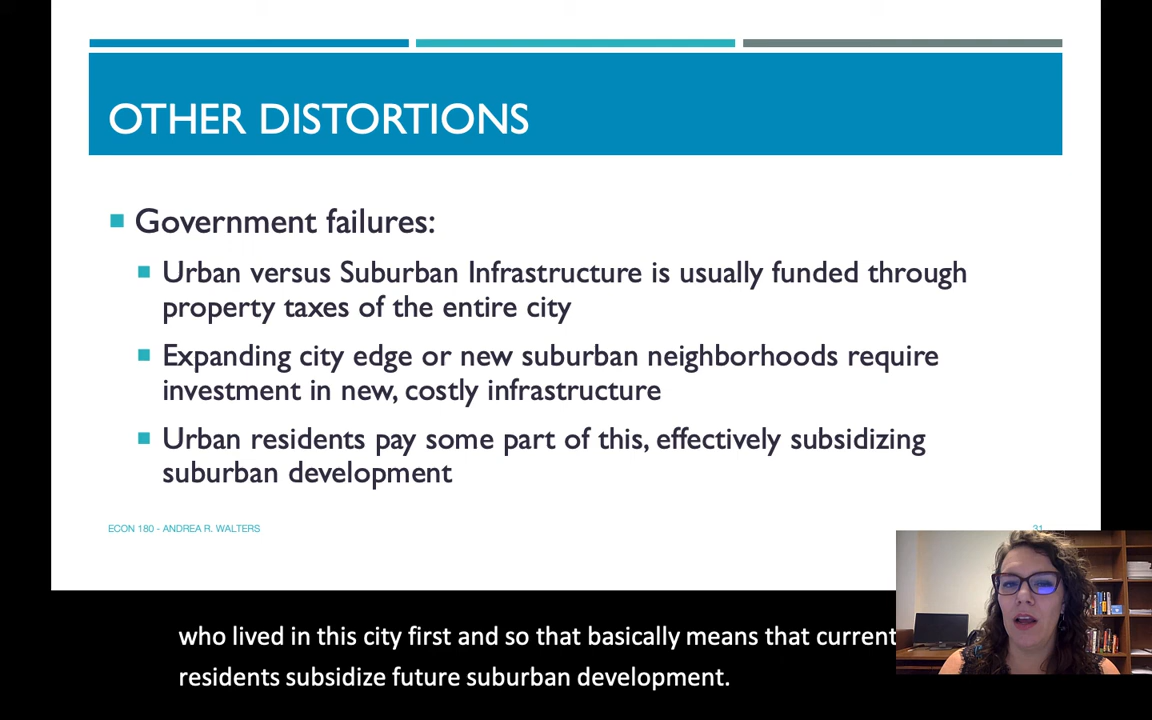 OTHER DISTORTIONS
Government failures:
Urban versus Suburban Infrastructure is usually funded through
property taxes of the entire city
Expanding city edge or new suburban neighborhoods require
investment in new, costly infrastructure
Urban residents pay some part of this, effectively subsidizing
suburban development
ECON 180 - ANDREA R. WALTERS
31
who lived in this city first and so that basically means that current
residents subsidize future suburban development.